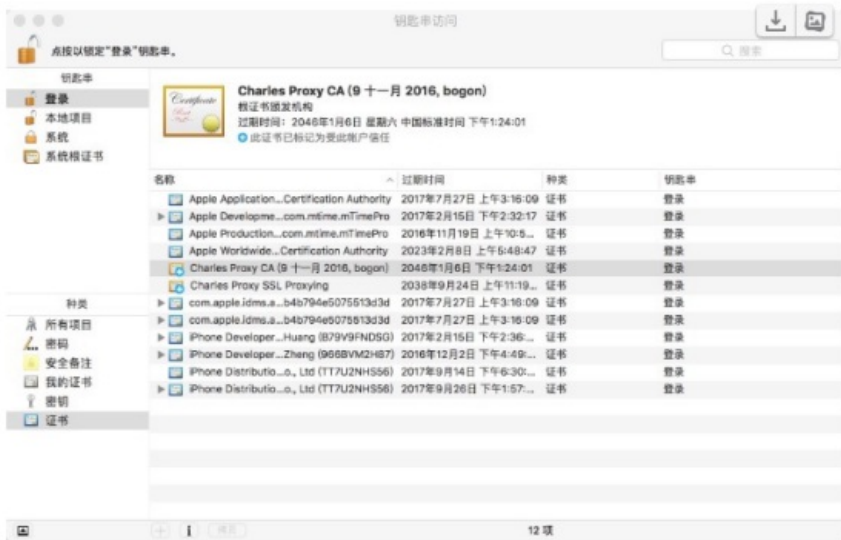 钥匙串访问
点按以锁定“登录”钥匙串。
搜索
钥匙串
登录
本地项目
系统
系统根证书
Certificate
Charles Proxy CA (9 十一月 2016, bogon)
根证书颁发机构
过期时间：2046年1月6日 星期六 中国标准时间 下午1:24:01
此证书已标记为受此帐户信任
名称 过期时间 种类 钥匙串
Apple Application...Certification Authority 2017年7月27日 上午3:16:09 证书 登录
Apple Developme...com.mtime.mTimePro 2017年2月15日 下午2:32:17 证书 登录
Apple Production...com.mtime.mTimePro 2016年11月19日 上午10:5... 证书 登录
Apple Worldwide...Certification Authority 2023年2月8日 上午5:48:47 证书 登录
Charles Proxy CA (9 十一月 2016, bogon) 2046年1月6日 下午1:24:01 证书 登录
Charles Proxy SSL Proxying 2038年9月24日 上午11:19... 证书 登录
com.apple.idms.a...b4b794e5075513d3d 2017年7月27日 上午3:16:09 证书 登录
com.apple.idms.a...b4b794e5075513d3d 2017年7月27日 上午3:16:09 证书 登录
iPhone Developer...Huang (B79V9FNDSG) 2017年2月15日 下午2:36:... 证书 登录
iPhone Developer...Zheng (966BVM2H87) 2016年12月2日 下午4:49:... 证书 登录
iPhone Distributio...o., Ltd (TT7U2NHS56) 2017年9月14日 下午6:30:... 证书 登录
iPhone Distributio...o., Ltd (TT7U2NHS56) 2017年9月26日 下午1:57:... 证书 登录
种类
所有项目
密码
安全备注
我的证书
密钥
证书
拷贝
12 项